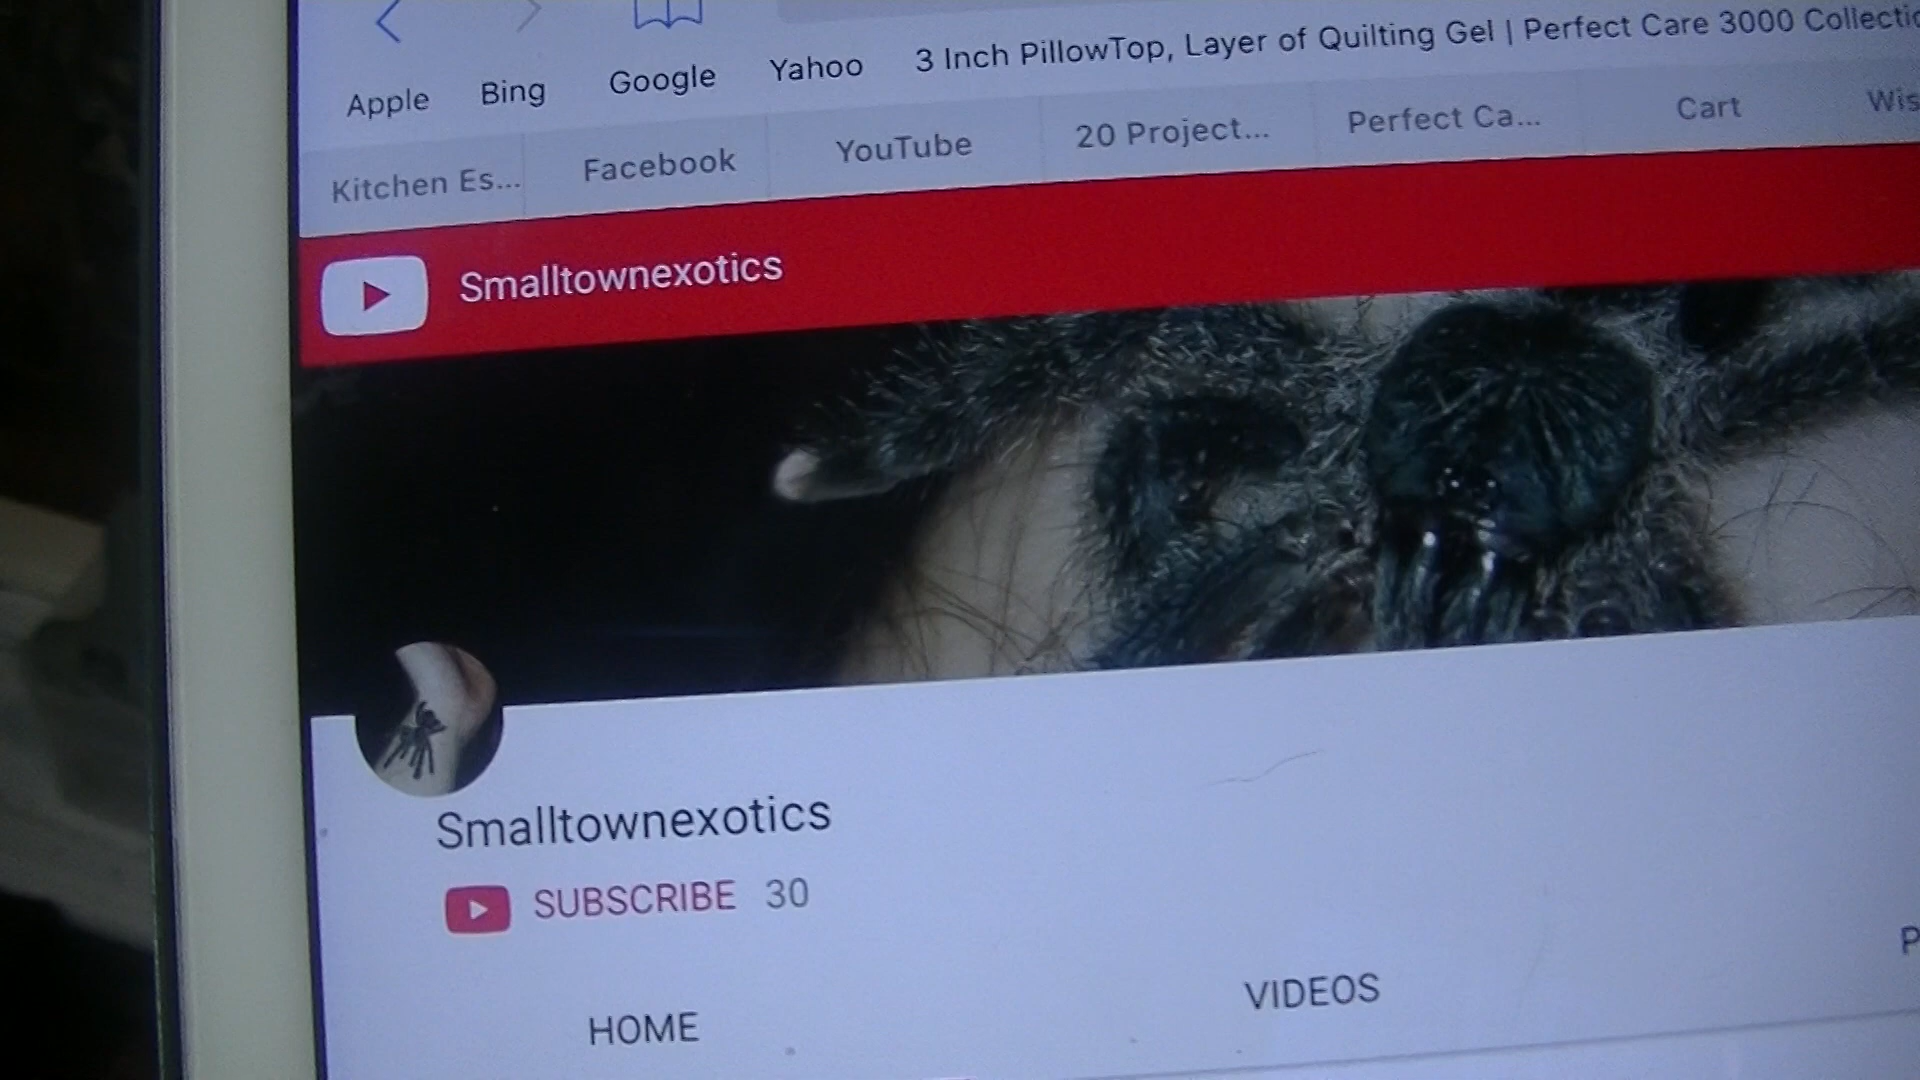 Apple Bing Google Yahoo 3 Inch PillowTop, Layer of Quilting Gel | Perfect Care 3000
Kitchen Es... Facebook YouTube 20 Project... Perfect Ca... Cart
Smalltownexotics
Smalltownexotics
SUBSCRIBE 30
HOME VIDEOS